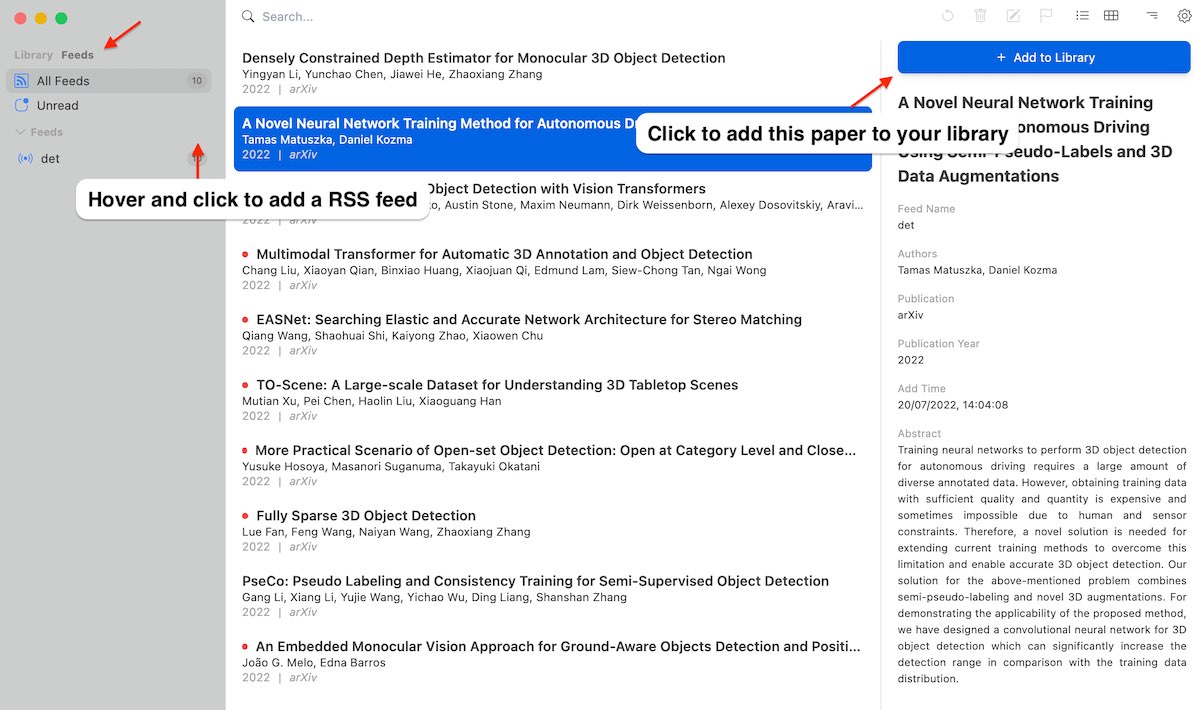 Search...
Library Feeds
All Feeds 10
Unread
Feeds
det
Hover and click to add a RSS feed
Densely Constrained Depth Estimator for Monocular 3D Object Detection
Yingyan Li, Yunchao Chen, Jiawei He, Zhaoxiang Zhang
2022 | arXiv
A Novel Neural Network Training Method for Autonomous
Tamas Matuszka, Daniel Kozma
2022 | arXiv
Click to add this paper to your library
Object Detection with Vision Transformers
Austin Stone, Maxim Neumann, Dirk Weissenborn, Alexey Dosovitskiy, Aravi...
2022 | arXiv
Multimodal Transformer for Automatic 3D Annotation and Object Detection
Chang Liu, Xiaoyan Qian, Binxiao Huang, Xiaojuan Qi, Edmund Lam, Siew-Chong Tan, Ngai Wong
2022 | arXiv
EASNet: Searching Elastic and Accurate Network Architecture for Stereo Matching
Qiang Wang, Shaohuai Shi, Kaiyong Zhao, Xiaowen Chu
2022 | arXiv
TO-Scene: A Large-scale Dataset for Understanding 3D Tabletop Scenes
Mutian Xu, Pei Chen, Haolin Liu, Xiaoguang Han
2022 | arXiv
More Practical Scenario of Open-set Object Detection: Open at Category Level and Close...
Yusuke Hosoya, Masanori Suganuma, Takayuki Okatani
2022 | arXiv
Fully Sparse 3D Object Detection
Lue Fan, Feng Wang, Naiyan Wang, Zhaoxiang Zhang
2022 | arXiv
PseCo: Pseudo Labeling and Consistency Training for Semi-Supervised Object Detection
Gang Li, Xiang Li, Yujie Wang, Yichao Wu, Ding Liang, Shanshan Zhang
2022 | arXiv
An Embedded Monocular Vision Approach for Ground-Aware Objects Detection and Positi...
João G. Melo, Edna Barros
2022 | arXiv
+ Add to Library
A Novel Neural Network Training
Autonomous Driving
Using Semi-Pseudo-Labels and 3D
Data Augmentations
Feed Name
det
Authors
Tamas Matuszka, Daniel Kozma
Publication
arXiv
Publication Year
2022
Add Time
20/07/2022, 14:04:08
Abstract
Training neural networks to perform 3D object detection
for autonomous driving requires a large amount of
diverse annotated data. However, obtaining training data
with sufficient quality and quantity is expensive and
sometimes impossible due to human and sensor
constraints. Therefore, a novel solution is needed for
extending current training methods to overcome this
limitation and enable accurate 3D object detection. Our
solution for the above-mentioned problem combines
semi-pseudo-labeling and novel 3D augmentations. For
demonstrating the applicability of the proposed method,
we have designed a convolutional neural network for 3D
object detection which can significantly increase the
detection range in comparison with the training data
distribution.